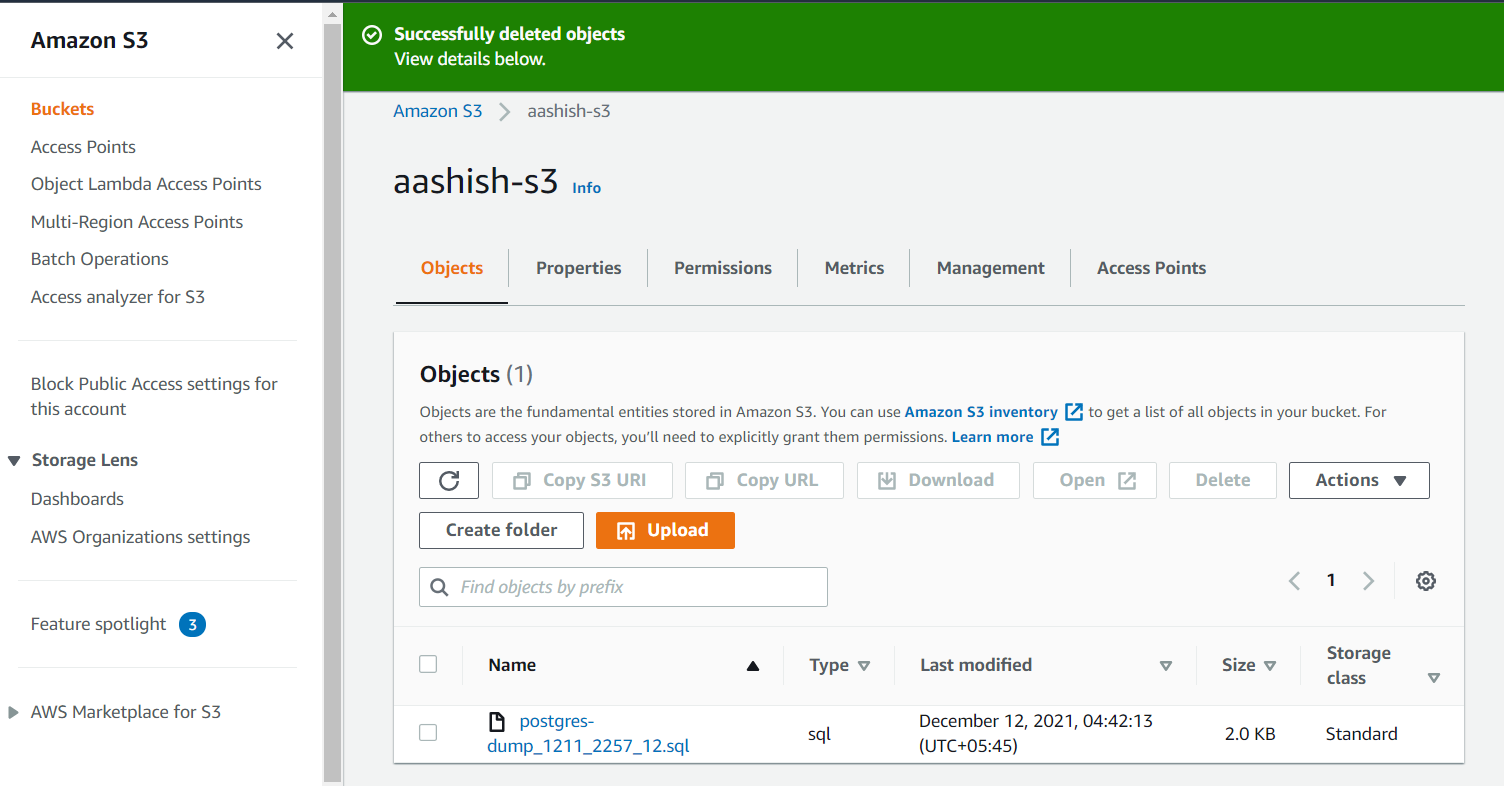 Amazon S3
Buckets
Access Points
Object Lambda Access Points
Multi-Region Access Points
Batch Operations
Access analyzer for S3
Block Public Access settings for
this account
Storage Lens
Dashboards
AWS Organizations settings
Feature spotlight 3
AWS Marketplace for S3
Successfully deleted objects
View details below.
Amazon S3 aashish-s3
aashish-s3 Info
Objects Properties Permissions Metrics Management Access Points
Objects (1)
Objects are the fundamental entities stored in Amazon S3. You can use Amazon S3 inventory to get a list of all objects in your bucket. For
others to access your objects, you'll need to explicitly grant them permissions. Learn more
Copy S3 URI Copy URL Download Open Delete Actions
Create folder Upload
Find objects by prefix 1
Name Type Last modified Size Storage
class
postgres- December 12, 2021, 04:42:13
dump_1211_2257_12.sql sql (UTC+05:45) 2.0 KB Standard